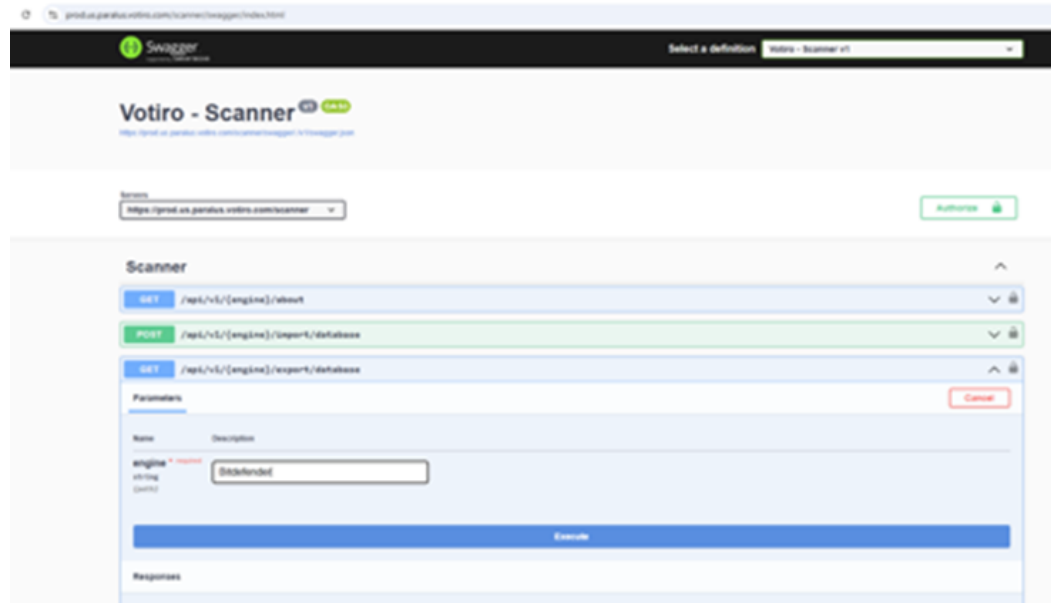 prod.us.paralus.votiro.com/scanner/swagger/index.html
Swagger
Select a definition
Votiro - Scanner v1
Votiro - Scanner
https://prod.us.paralus.votiro.com/scanner
Authorize
Scanner
GET /api/v1/{engine}/about
POST /api/v1/{engine}/import/database
GET /api/v1/{engine}/export/database
Parameters
Cancel
Name Description
engine * required
string
Bitdefender
Execute
Responses